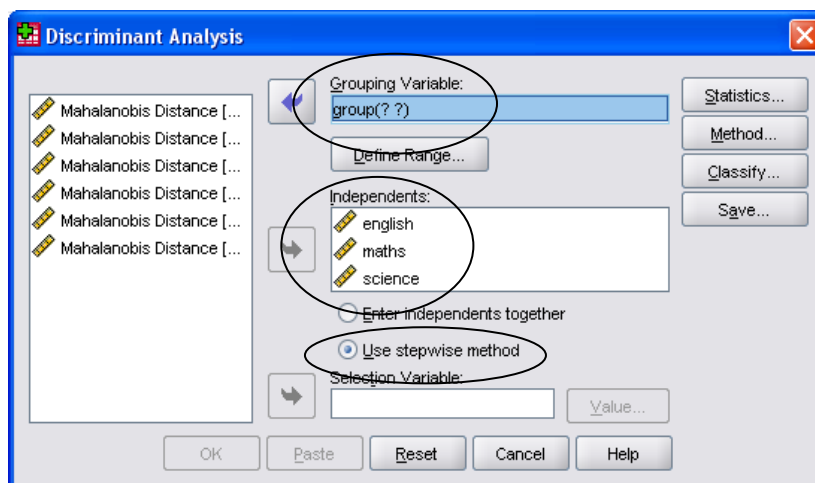 Discriminant Analysis
Mahalanobis Distance [...
Mahalanobis Distance [...
Mahalanobis Distance [...
Mahalanobis Distance [...
Mahalanobis Distance [...
Mahalanobis Distance [...
Grouping Variable:
group(? ?)
Define Range...
Independents:
english
maths
science
Enter independents together
Use stepwise method
Selection Variable:
Value...
Statistics...
Method...
Classify...
Save...
OK
Paste
Reset
Cancel
Help